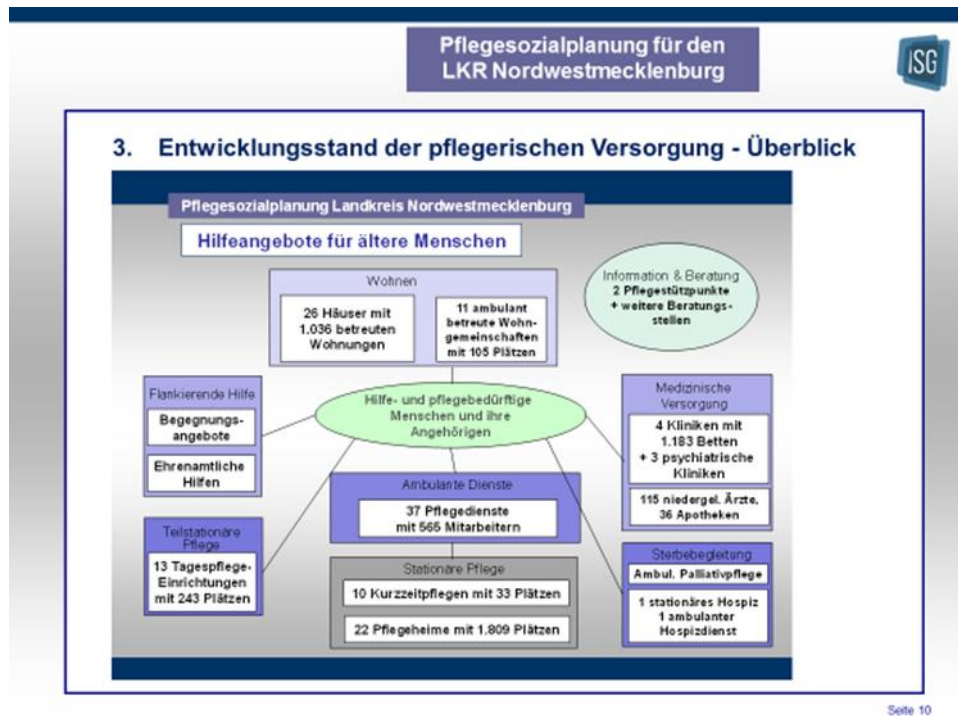 Pflegesozialplanung für den
LKR Nordwestmecklenburg
ISG
3. Entwicklungsstand der pflegerischen Versorgung - Überblick
Pflegesozialplanung Landkreis Nordwestmecklenburg
Hilfeangebote für ältere Menschen
Wohnen
26 Häuser mit
1.036 betreuten
Wohnungen
11 ambulant
betreute Wohn-
gemeinschaften
mit 105 Plätzen
Information & Beratung
2 Pflegestützpunkte
+ weitere Beratungs-
stellen
Flankierende Hilfe
Begegnungs-
angebote
Ehrenamtliche
Hilfen
Hilfe- und pflegebedürftige
Menschen und ihre
Angehörigen
Medizinische
Versorgung
4 Kliniken mit
1.183 Betten
+ 3 psychiatrische
Kliniken
115 niedergel. Ärzte,
36 Apotheken
Ambulante Dienste
37 Pflegedienste
mit 565 Mitarbeitern
Teilstationäre
Pflege
13 Tagespflege-
Einrichtungen
mit 243 Plätzen
Stationäre Pflege
10 Kurzzeitpflegen mit 33 Plätzen
22 Pflegeheime mit 1.809 Plätzen
Sterbebegleitung
Ambul. Palliativpflege
1 stationäres Hospiz
1 ambulanter
Hospizdienst
Seite 10